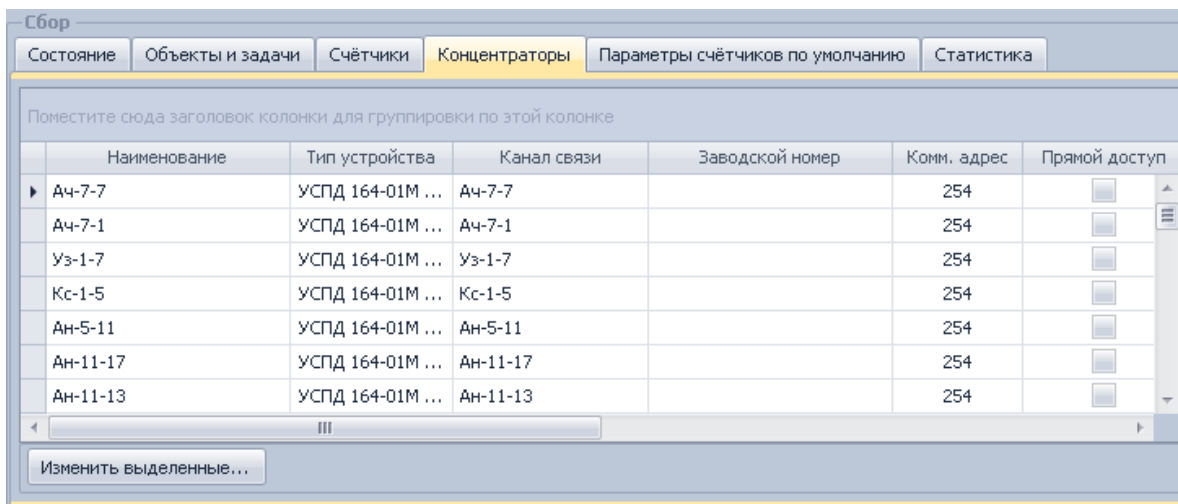 Сбор
Состояние Объекты и задачи Счётчики Концентраторы Параметры счётчиков по умолчанию Статистика
Поместите сюда заголовок колонки для группировки по этой колонке
Наименование Тип устройства Канал связи Заводской номер Комм. адрес Прямой доступ
Ач-7-7 УСПД 164-01М ... Ач-7-7 254
Ач-7-1 УСПД 164-01М ... Ач-7-1 254
Уз-1-7 УСПД 164-01М ... Уз-1-7 254
Кс-1-5 УСПД 164-01М ... Кс-1-5 254
Ан-5-11 УСПД 164-01М ... Ан-5-11 254
Ан-11-17 УСПД 164-01М ... Ан-11-17 254
Ан-11-13 УСПД 164-01М ... Ан-11-13 254
Изменить выделенные...